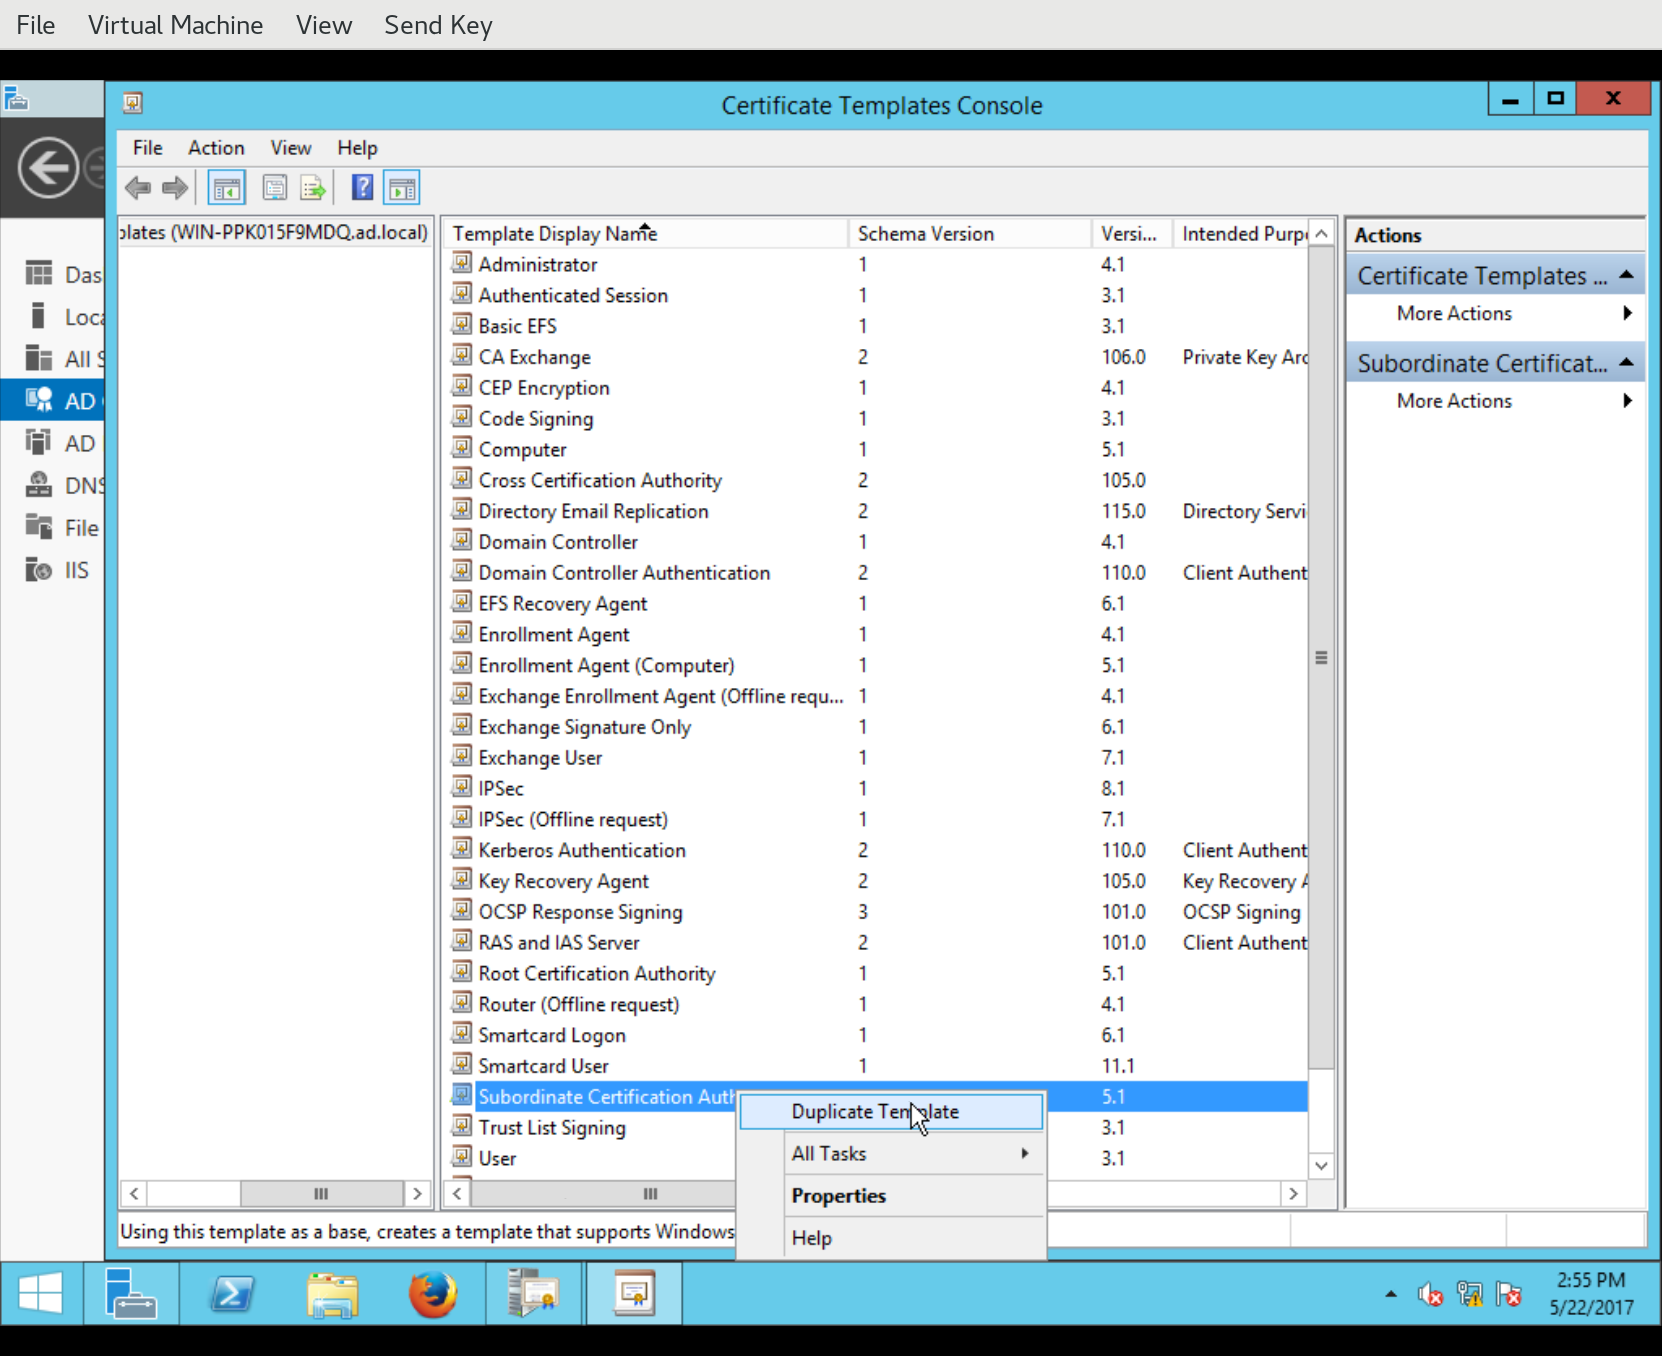 File Virtual Machine View Send Key
Certificate Templates Console
File Action View Help
plates (WIN-PPK015F9MDQ.ad.local)
Template Display Name Schema Version Versi... Intended Purp
Administrator 1 4.1
Authenticated Session 1 3.1
Basic EFS 1 3.1
CA Exchange 2 106.0 Private Key Arc
CEP Encryption 1 4.1
Code Signing 1 3.1
Computer 1 5.1
Cross Certification Authority 2 105.0
Directory Email Replication 2 115.0 Directory Servi
Domain Controller 1 4.1
Domain Controller Authentication 2 110.0 Client Authent
EFS Recovery Agent 1 6.1
Enrollment Agent 1 4.1
Enrollment Agent (Computer) 1 5.1
Exchange Enrollment Agent (Offline requ... 1 4.1
Exchange Signature Only 1 6.1
Exchange User 1 7.1
IPSec 1 8.1
IPSec (Offline request) 1 7.1
Kerberos Authentication 2 110.0 Client Authent
Key Recovery Agent 2 105.0 Key Recovery A
OCSP Response Signing 3 101.0 OCSP Signing
RAS and IAS Server 2 101.0 Client Authent
Root Certification Authority 1 5.1
Router (Offline request) 1 4.1
Smartcard Logon 1 6.1
Smartcard User 1 11.1
Subordinate Certification Auth 5.1
Trust List Signing 3.1
User 3.1
Duplicate Template
All Tasks
Properties
Help
Actions
Certificate Templates ...
More Actions
Subordinate Certificat...
More Actions
Das
Loca
All S
AD
AD
DNS
File
IIS
Using this template as a base, creates a template that supports Windows
2:55 PM
5/22/2017